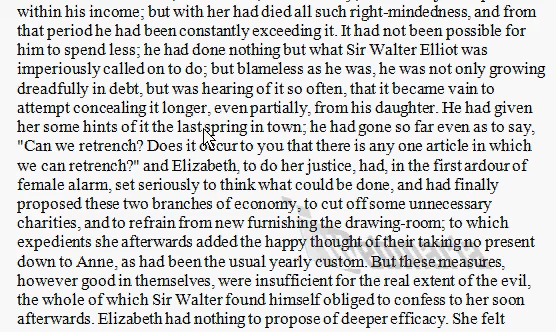 within his income; but with her had died all such right-mindedness, and from
that period he had been constantly exceeding it. It had not been possible for
him to spend less; he had done nothing but what Sir Walter Elliot was
imperiously called on to do; but blameless as he was, he was not only growing
dreadfully in debt, but was hearing of it so often, that it became vain to
attempt concealing it longer, even partially, from his daughter. He had given
her some hints of it the last spring in town; he had gone so far even as to say,
"Can we retrench? Does it occur to you that there is any one article in which
we can retrench?" and Elizabeth, to do her justice, had, in the first ardour of
female alarm, set seriously to think what could be done, and had finally
proposed these two branches of economy, to cut off some unnecessary
charities, and to refrain from new furnishing the drawing-room; to which
expedients she afterwards added the happy thought of their taking no present
down to Anne, as had been the usual yearly custom. But these measures,
however good in themselves, were insufficient for the real extent of the evil,
the whole of which Sir Walter found himself obliged to confess to her soon
afterwards. Elizabeth had nothing to propose of deeper efficacy. She felt